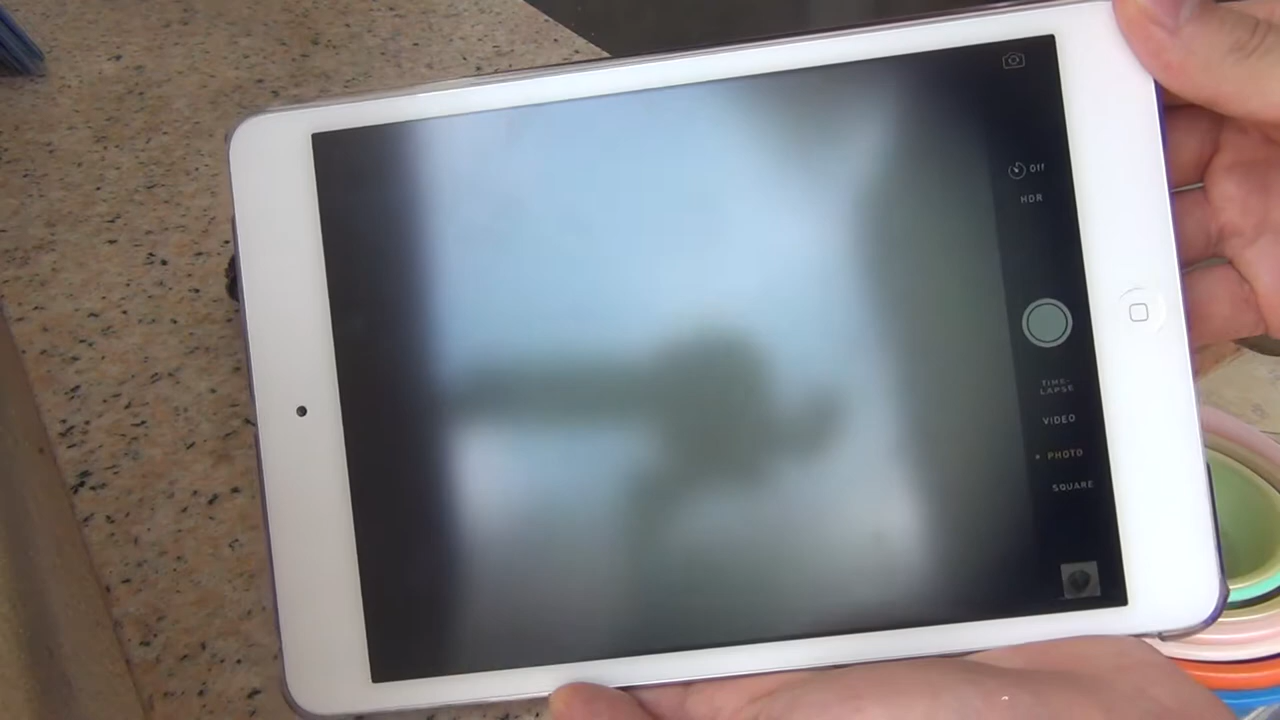 Off
HDR
TIME-
LAPSE
VIDEO
PHOTO
SQUARE